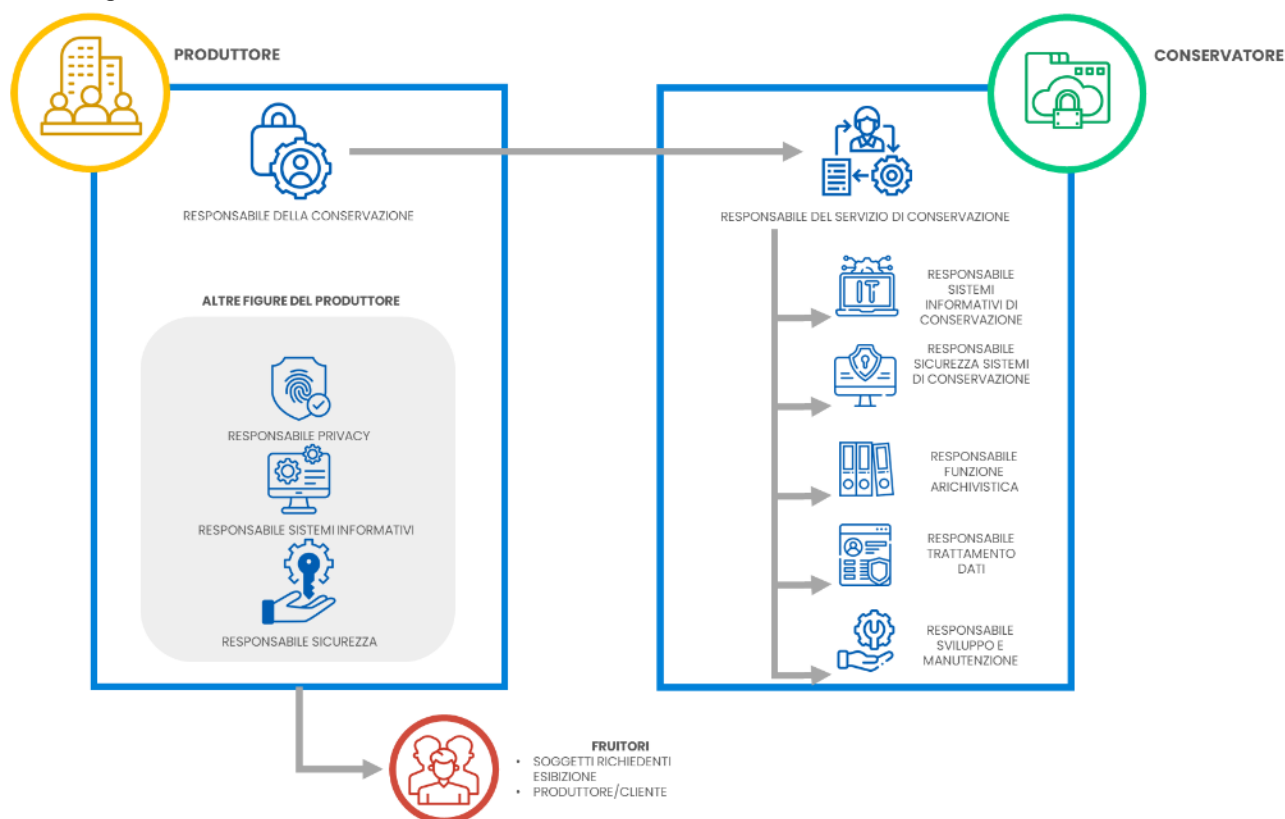 PRODUTTORE
CONSERVATORE
RESPONSABILE DELLA CONSERVAZIONE
RESPONSABILE DEL SERVIZIO DI CONSERVAZIONE
ALTRE FIGURE DEL PRODUTTORE
RESPONSABILE PRIVACY
RESPONSABILE SISTEMI INFORMATIVI
RESPONSABILE SICUREZZA
IT
RESPONSABILE
SISTEMI
INFORMATIVI DI
CONSERVAZIONE
RESPONSABILE
SICUREZZA SISTEMI
DI CONSERVAZIONE
RESPONSABILE
FUNZIONE
ARICHIVISTICA
RESPONSABILE
TRATTAMENTO
DATI
RESPONSABILE
SVILUPPO E
MANUTENZIONE
FRUITORI
• SOGGETTI RICHIEDENTI
ESIBIZIONE
• PRODUTTORE/CLIENTE